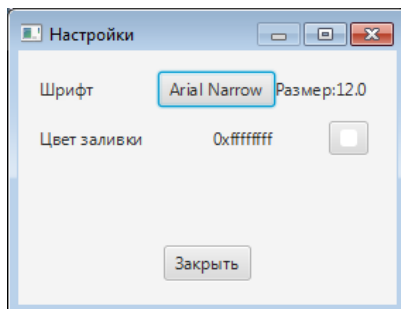 Настройки
Шрифт Arial Narrow Размер:12.0
Цвет заливки 0xffffffff
Закрыть